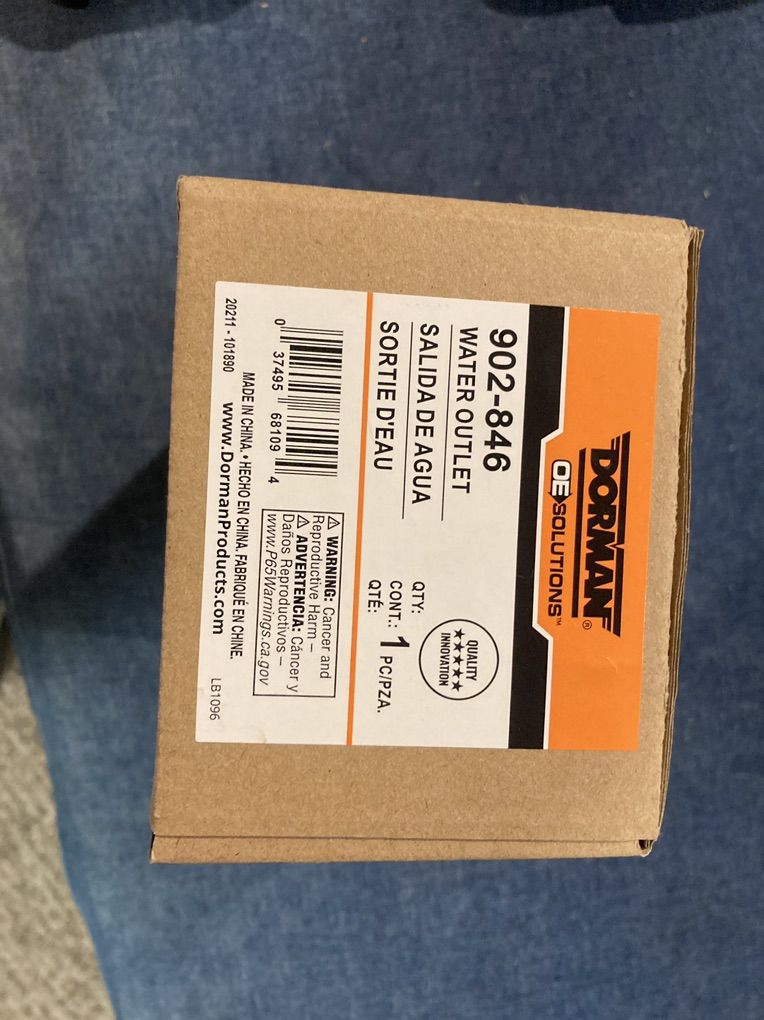 DORMAN®
OE SOLUTIONS™
902-846
WATER OUTLET
SALIDA DE AGUA
SORTIE D'EAU
QUALITY
★★★★★
INNOVATION
QTY:
CONT.: 1 PC/PZA.
QTÉ:
0 37495 68109 4
⚠ WARNING: Cancer and
Reproductive Harm –
⚠ ADVERTENCIA: Cáncer y
Daños Reproductivos –
www.P65Warnings.ca.gov
MADE IN CHINA. • HECHO EN CHINA. FABRIQUÉ EN CHINE.
20211 - 101890 www.DormanProducts.com LB1096